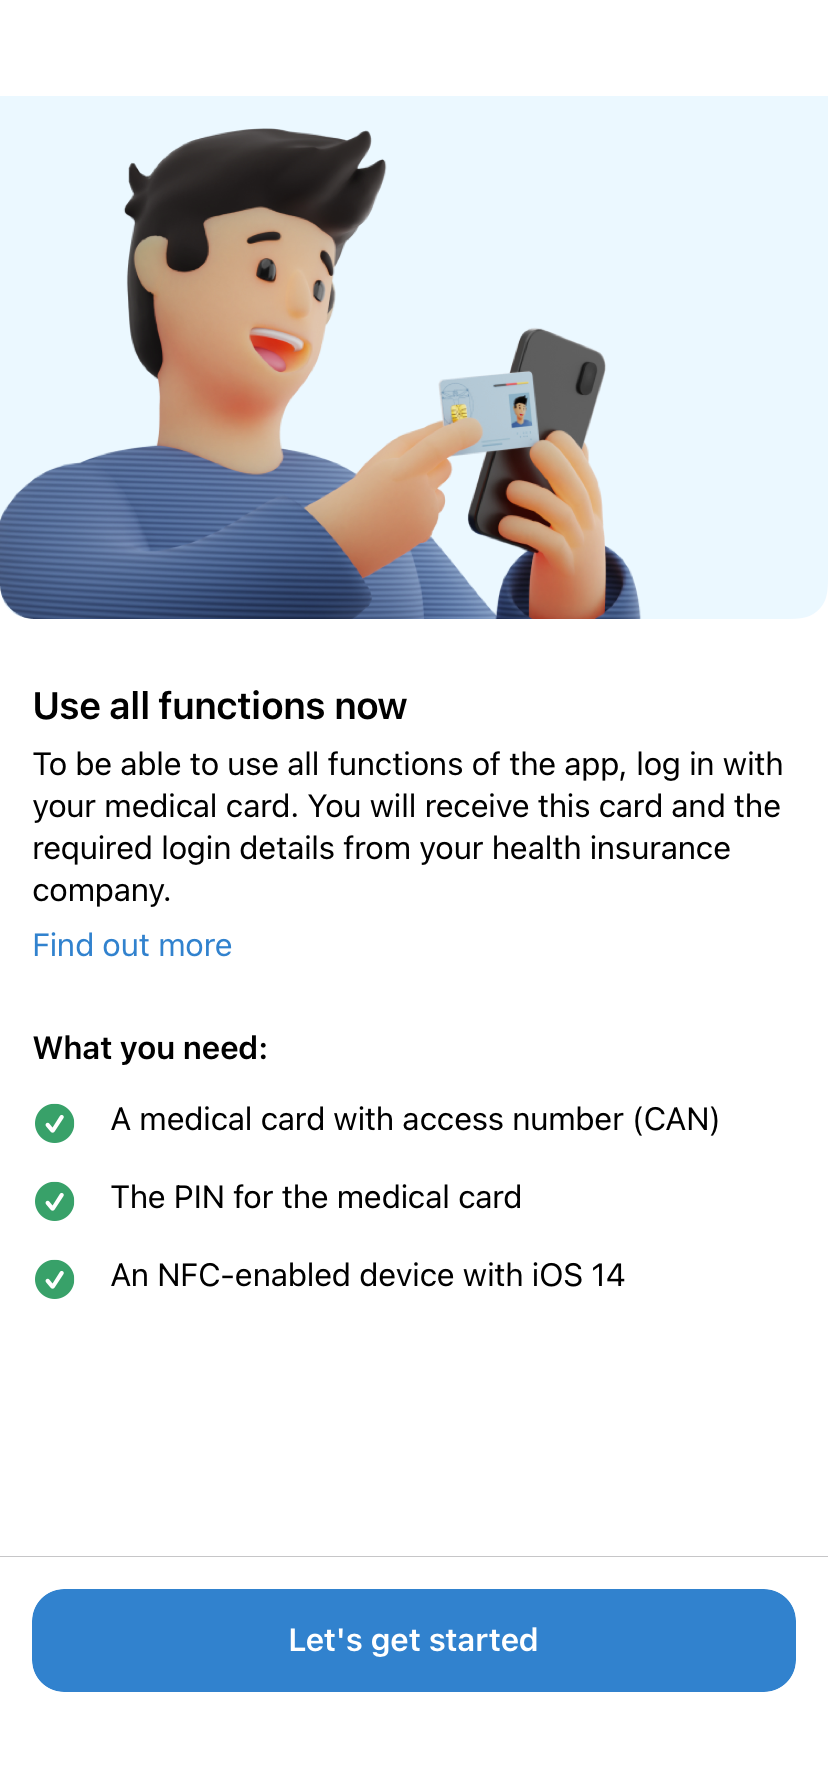 Use all functions now
To be able to use all functions of the app, log in with
your medical card. You will receive this card and the
required login details from your health insurance
company.
Find out more
What you need:
A medical card with access number (CAN)
The PIN for the medical card
An NFC-enabled device with iOS 14
Let's get started